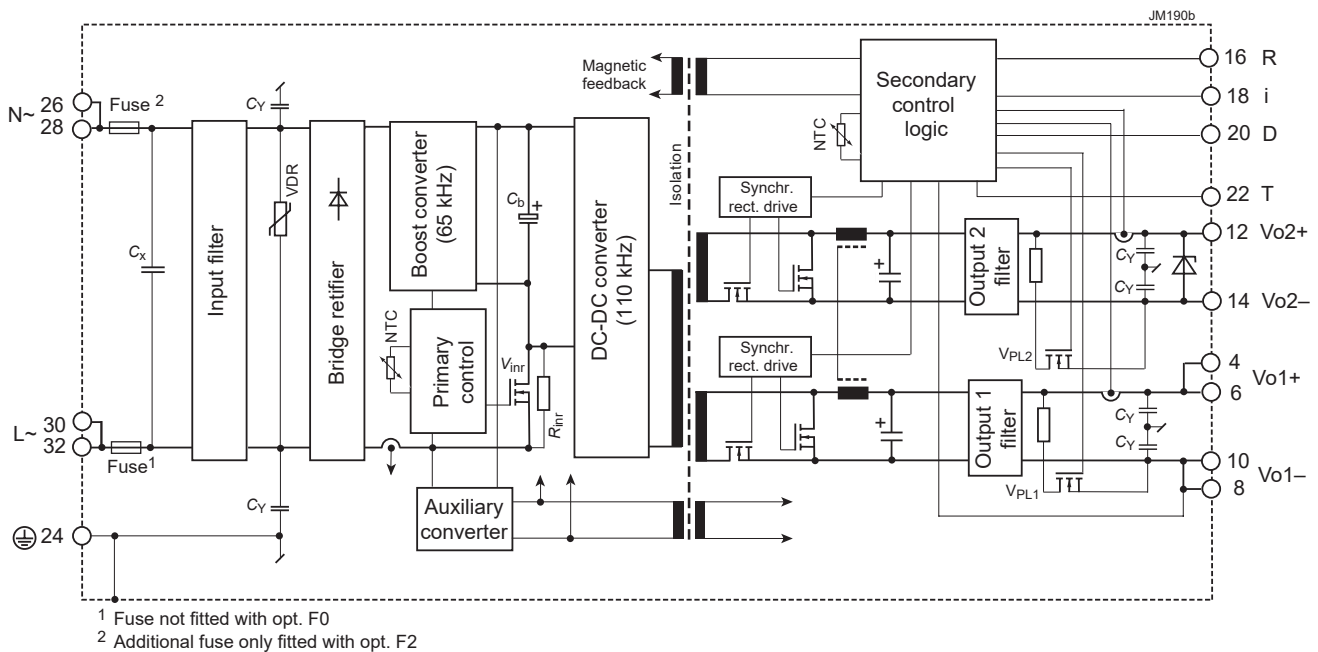 JM190b
N~ 26
28
Fuse 2
CY
Cx
Input filter
VDR
CY
Bridge retifier
Boost converter
(65 kHz)
Cb
+
NTC
Primary
control
Vinr
Rinr
DC-DC converter
(110 kHz)
Magnetic
feedback
Isolation
L~ 30
32
Fuse1
24
Auxiliary
converter
Secondary
control
logic
NTC
Synchr.
rect. drive
+
Output 2
filter
CY
CY
VPL2
Synchr.
rect. drive
+
Output 1
filter
CY
CY
VPL1
16 R
18 i
20 D
22 T
12 Vo2+
14 Vo2–
4
Vo1+
6
10
Vo1–
8
1 Fuse not fitted with opt. F0
2 Additional fuse only fitted with opt. F2